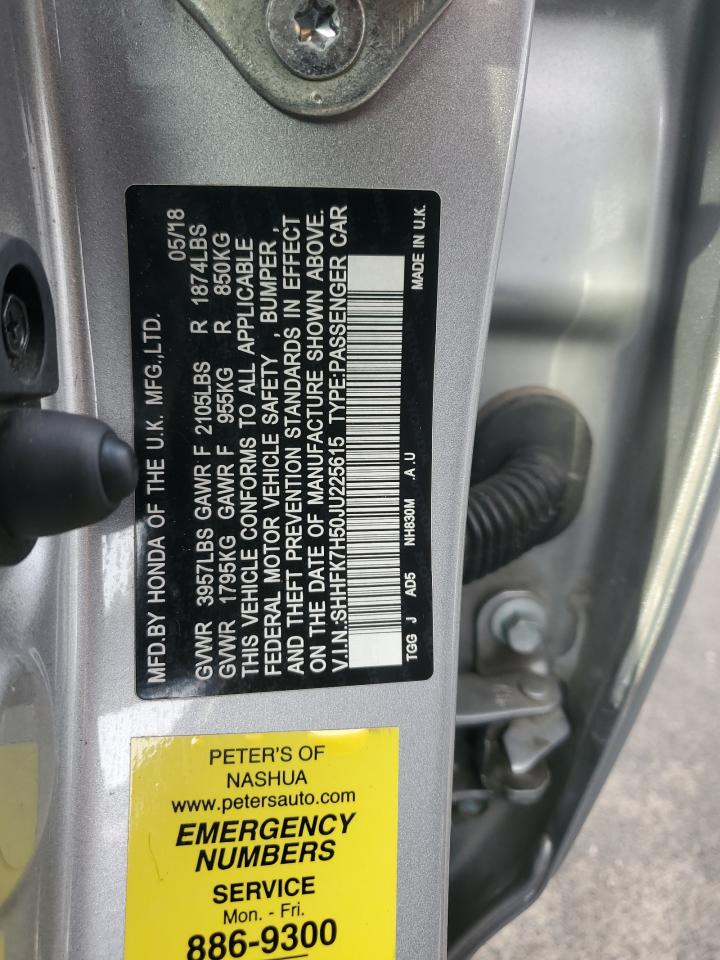 MFD.BY HONDA OF THE U.K. MFG.,LTD. 05/18
GVWR 3957LBS GAWR F 2105LBS R 1874LBS
GVWR 1795KG GAWR F 955KG R 850KG
THIS VEHICLE CONFORMS TO ALL APPLICABLE
FEDERAL MOTOR VEHICLE SAFETY , BUMPER ,
AND THEFT PREVENTION STANDARDS IN EFFECT
ON THE DATE OF MANUFACTURE SHOWN ABOVE.
V.I.N.:SHHFK7H50JU225615 TYPE:PASSENGER CAR
TGG J AD5 NH830M .A .U MADE IN U.K.
PETER'S OF
NASHUA
www.petersauto.com
EMERGENCY
NUMBERS
SERVICE
Mon. - Fri.
886-9300